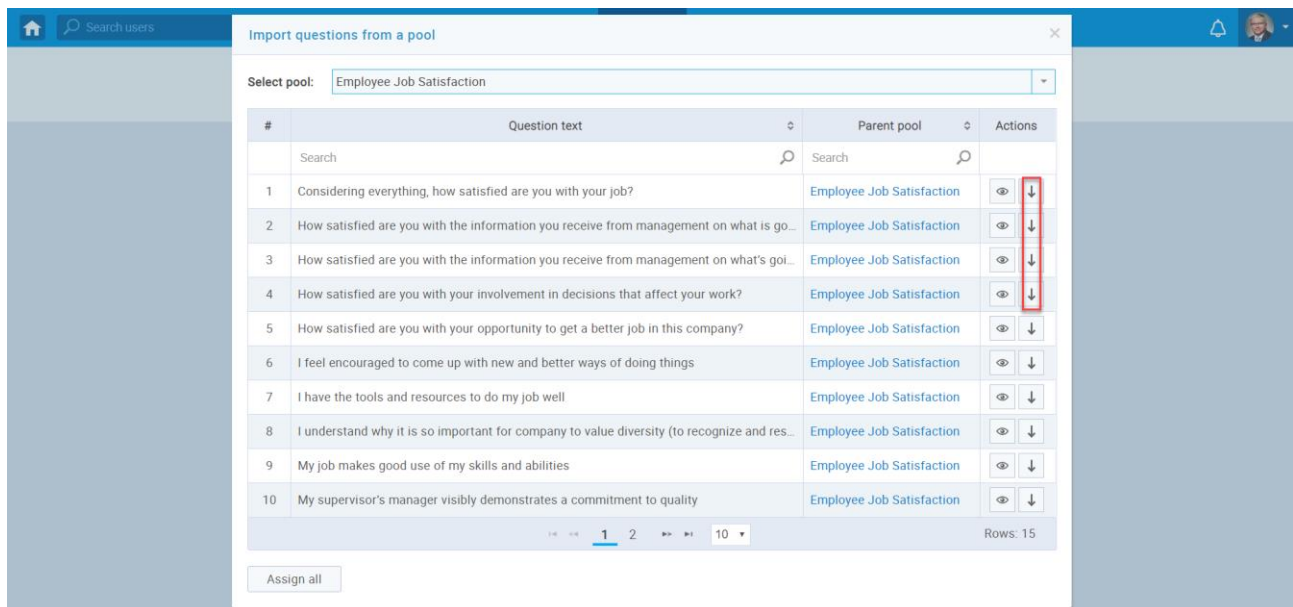 Search users
Import questions from a pool
Select pool: Employee Job Satisfaction
# Question text Parent pool Actions
Search Search
1 Considering everything, how satisfied are you with your job? Employee Job Satisfaction
2 How satisfied are you with the information you receive from management on what is go... Employee Job Satisfaction
3 How satisfied are you with the information you receive from management on what's goi... Employee Job Satisfaction
4 How satisfied are you with your involvement in decisions that affect your work? Employee Job Satisfaction
5 How satisfied are you with your opportunity to get a better job in this company? Employee Job Satisfaction
6 I feel encouraged to come up with new and better ways of doing things Employee Job Satisfaction
7 I have the tools and resources to do my job well Employee Job Satisfaction
8 I understand why it is so important for company to value diversity (to recognize and res... Employee Job Satisfaction
9 My job makes good use of my skills and abilities Employee Job Satisfaction
10 My supervisor's manager visibly demonstrates a commitment to quality Employee Job Satisfaction
1 2 10 Rows: 15
Assign all